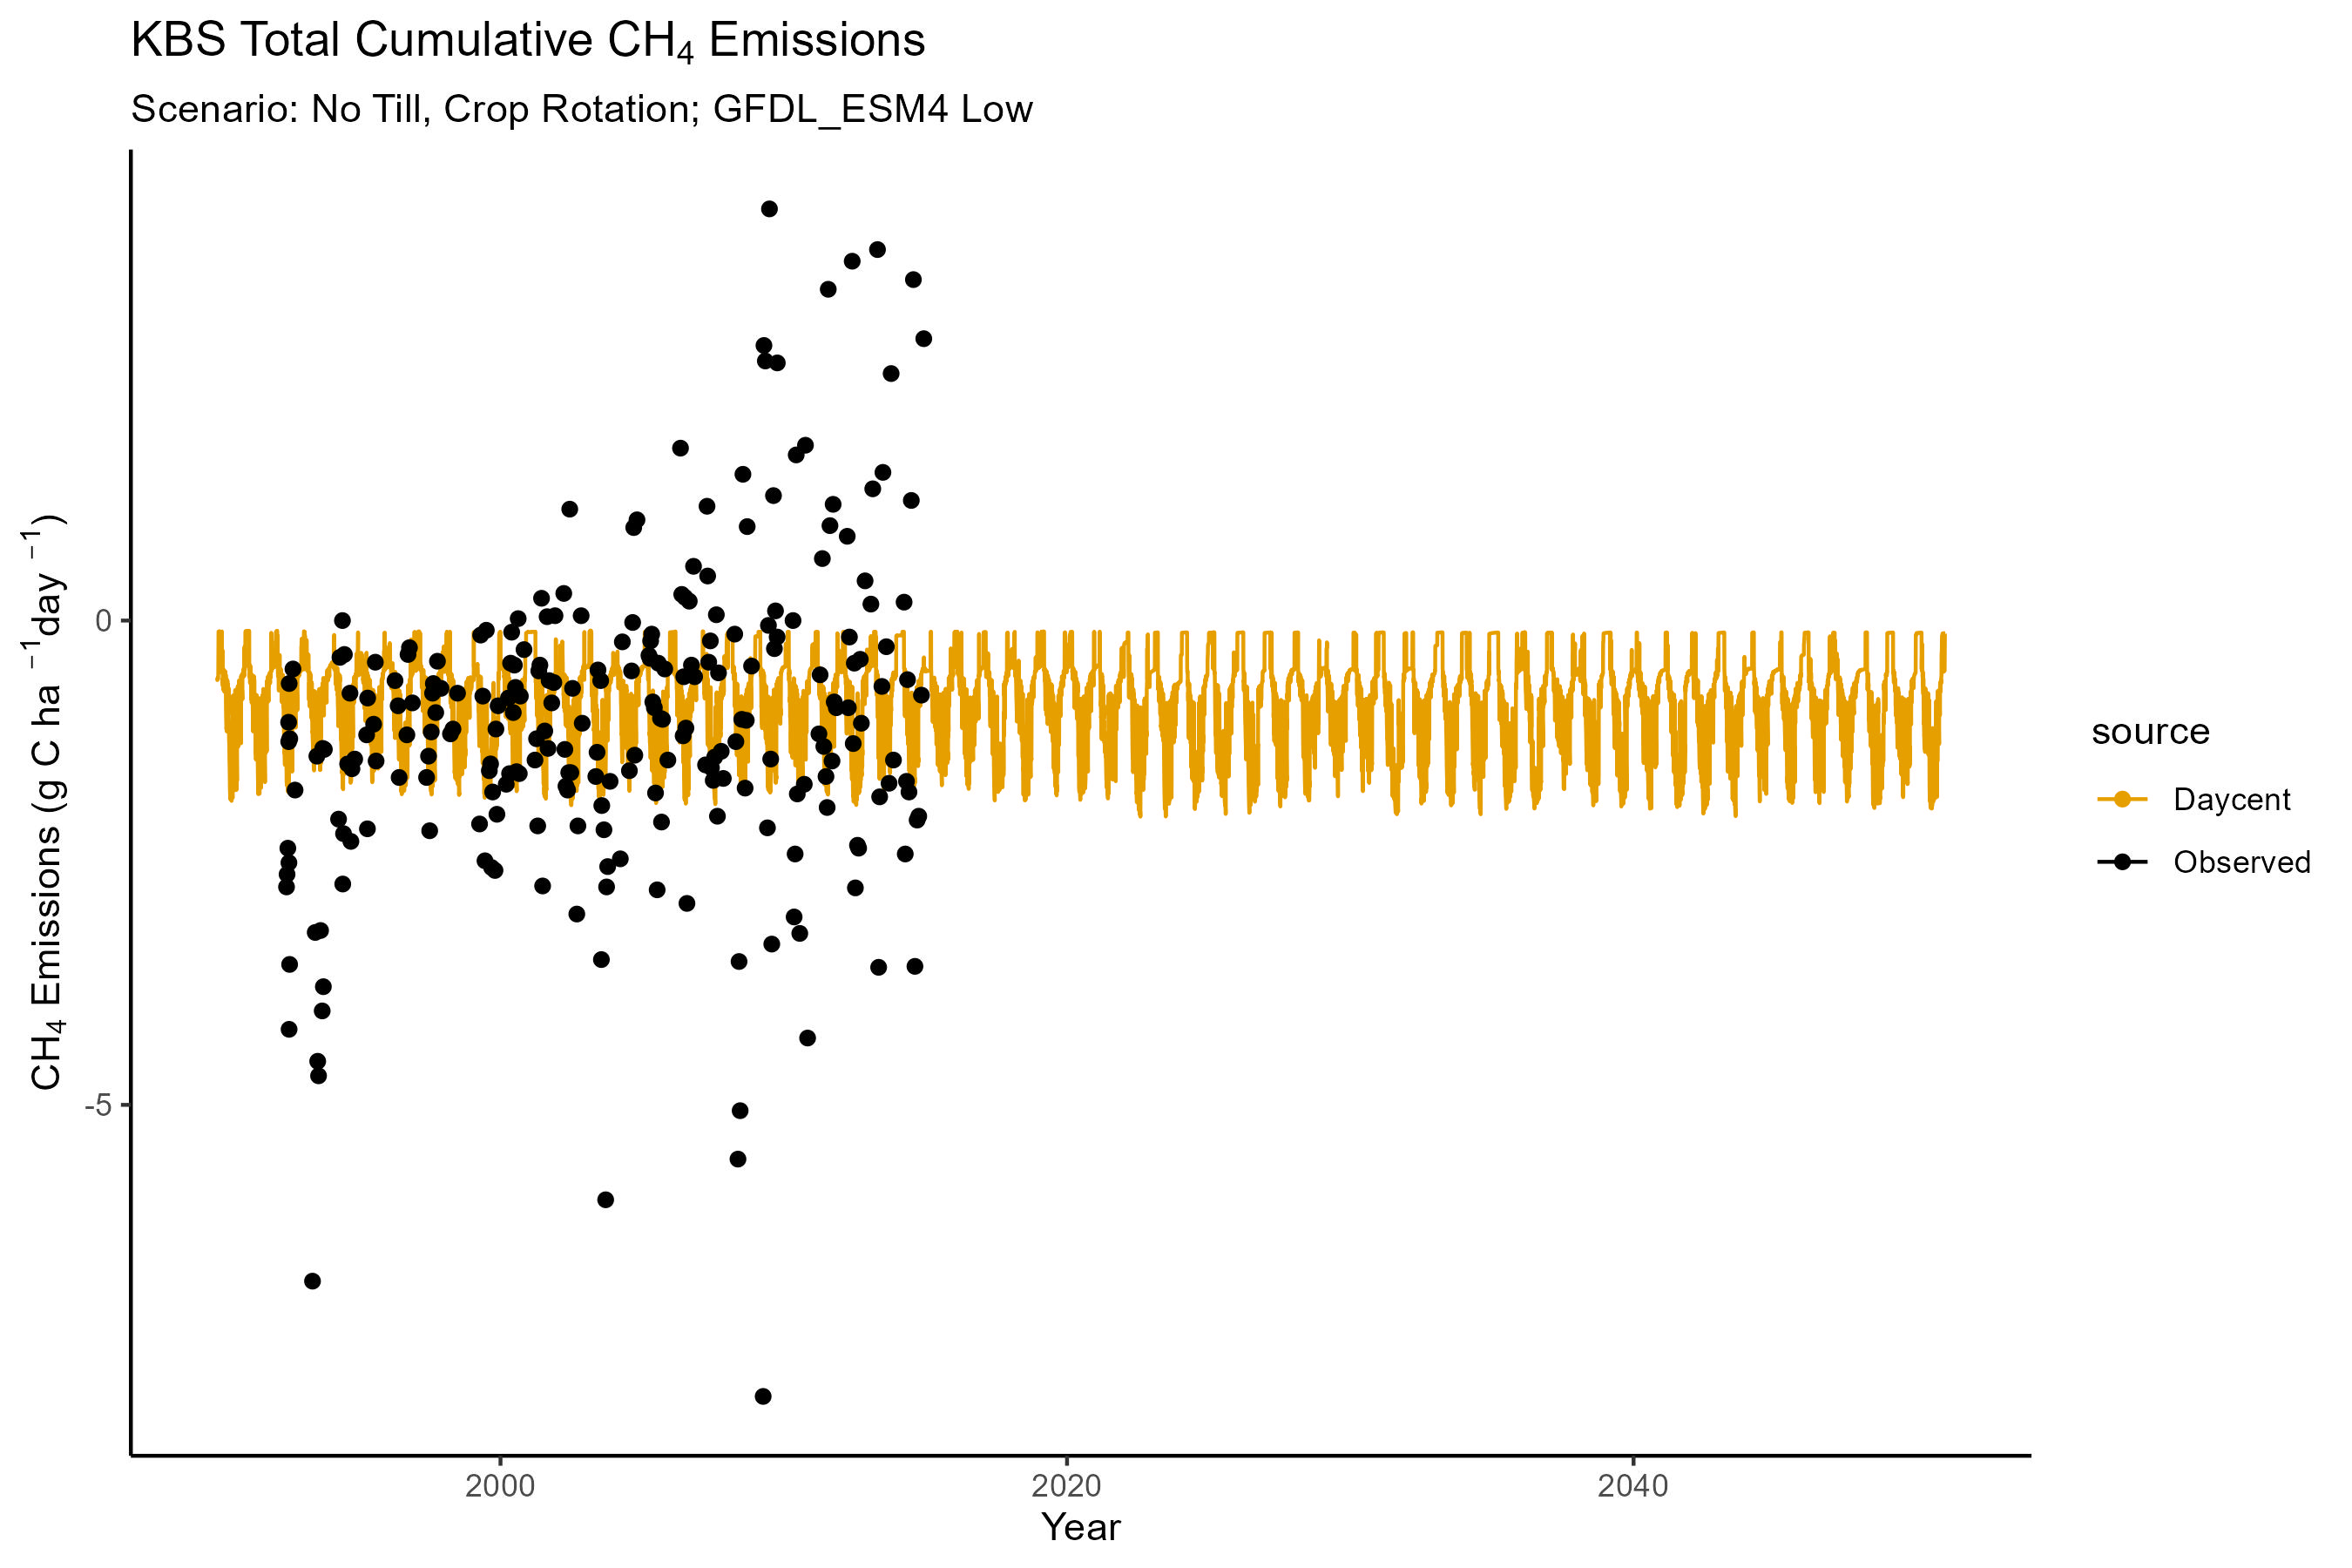 KBS Total Cumulative CH₄ Emissions
Scenario: No Till, Crop Rotation; GFDL_ESM4 Low
CH₄ Emissions (g C ha ⁻¹day ⁻¹)
0
-5
2000
2020
2040
Year
source
Daycent
Observed